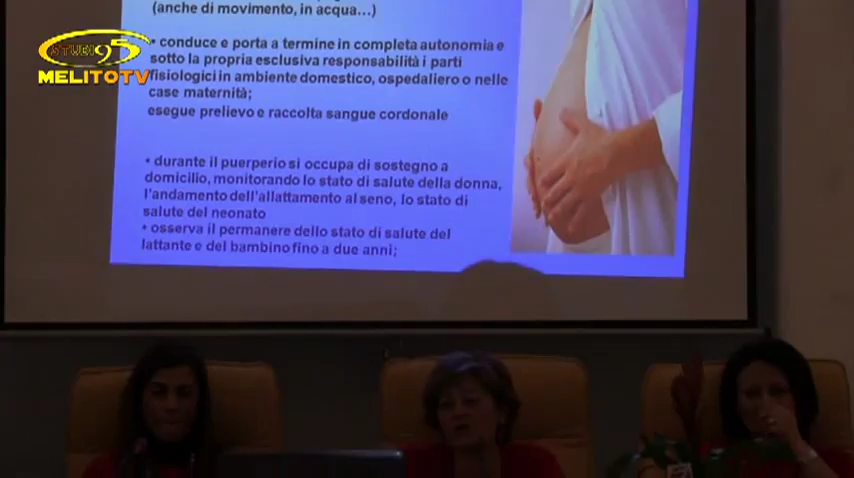 (anche di movimento, in acqua...)
• conduce e porta a termine in completa autonomia e
sotto la propria esclusiva responsabilità i parti
fisiologici in ambiente domestico, ospedaliero o nelle
case maternità;
esegue prelievo e raccolta sangue cordonale
• durante il puerperio si occupa di sostegno a
domicilio, monitorando lo stato di salute della donna,
l'andamento dell'allattamento al seno, lo stato di
salute del neonato
• osserva il permanere dello stato di salute del
lattante e del bambino fino a due anni;
STUDIO 95
MELITOTV